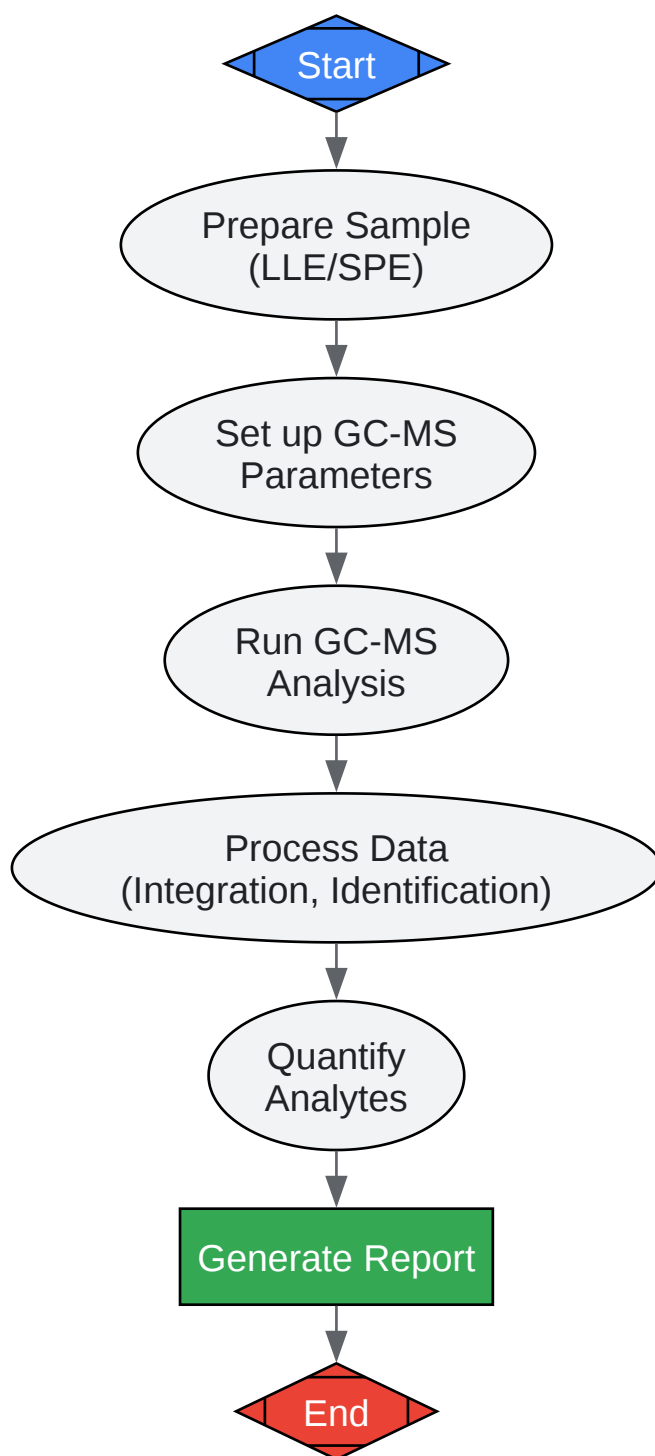 Start
Prepare Sample
(LLE/SPE)
Set up GC-MS
Parameters
Run GC-MS
Analysis
Process Data
(Integration, Identification)
Quantify
Analytes
Generate Report
End